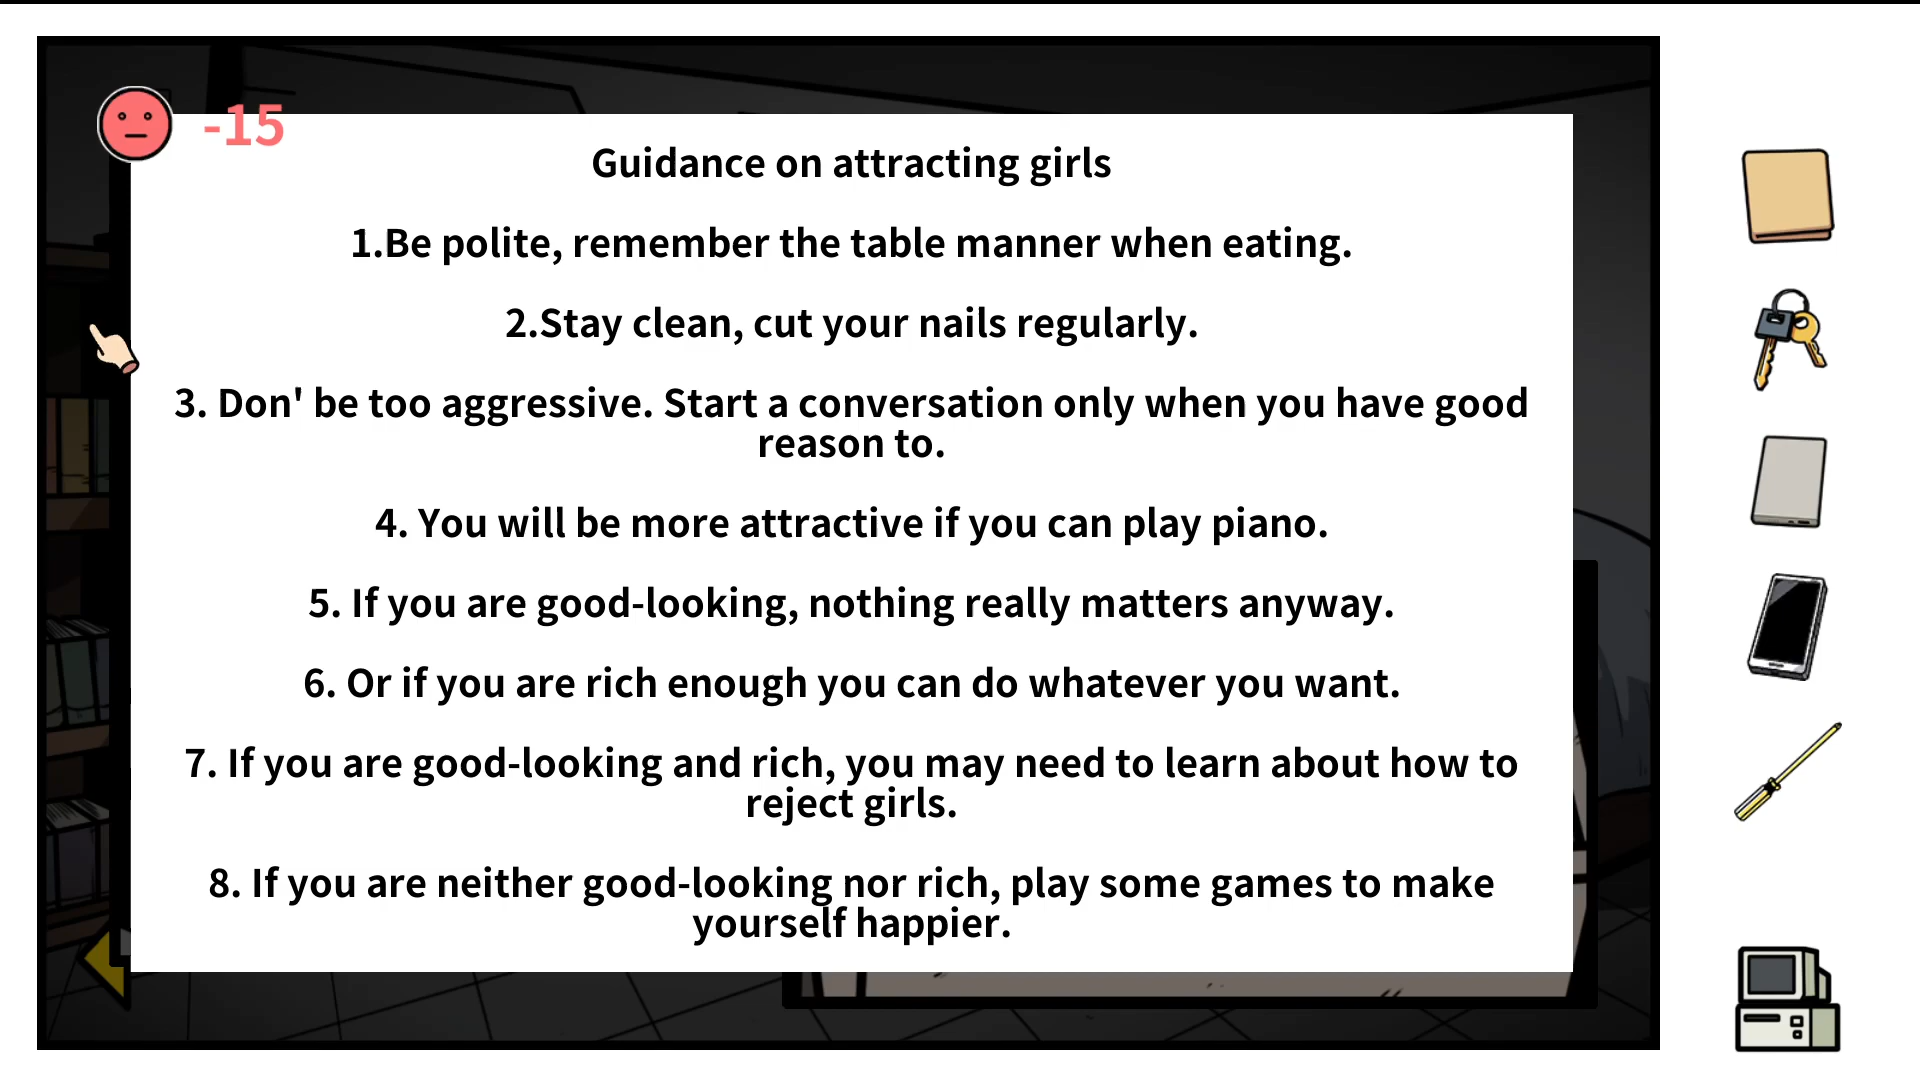 -15
Guidance on attracting girls
1.Be polite, remember the table manner when eating.
2.Stay clean, cut your nails regularly.
3. Don' be too aggressive. Start a conversation only when you have good
reason to.
4. You will be more attractive if you can play piano.
5. If you are good-looking, nothing really matters anyway.
6. Or if you are rich enough you can do whatever you want.
7. If you are good-looking and rich, you may need to learn about how to
reject girls.
8. If you are neither good-looking nor rich, play some games to make
yourself happier.